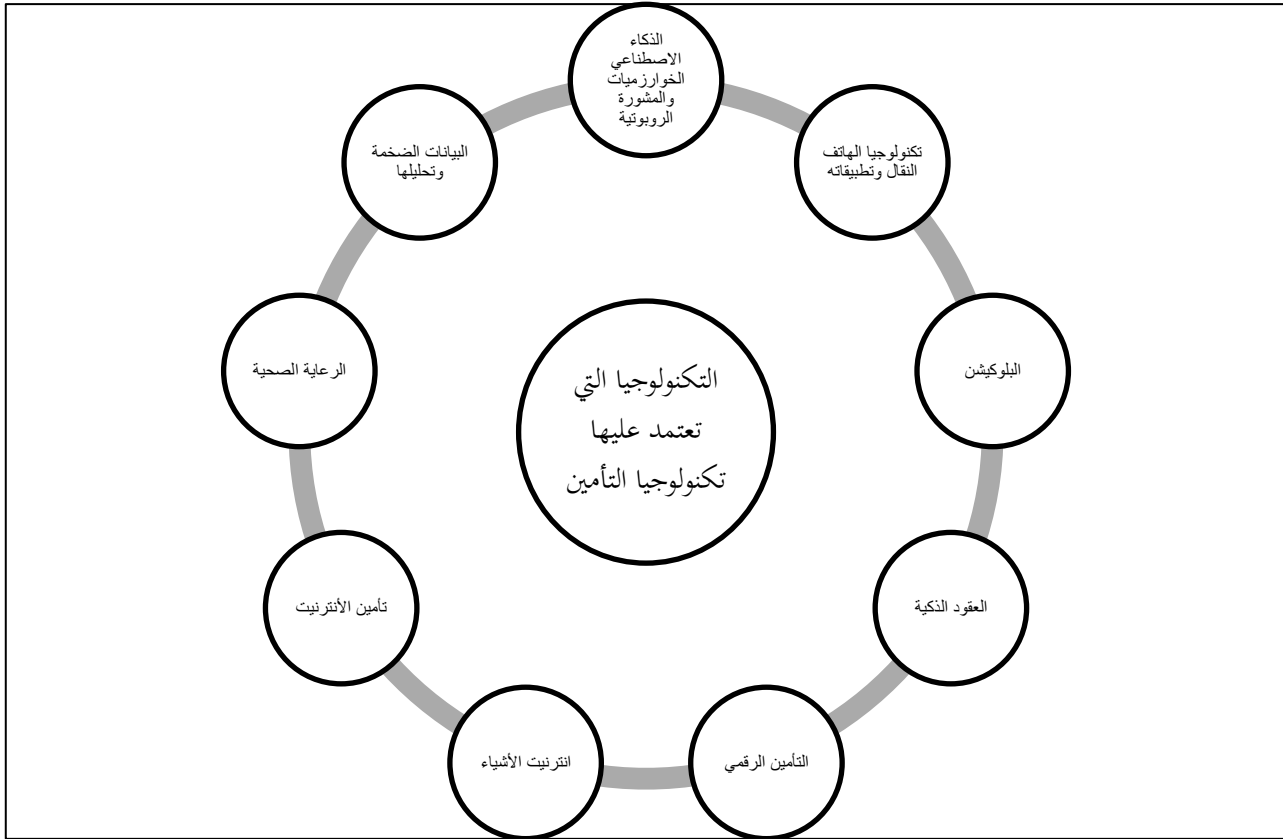 الذكاء
الاصطناعي
الخوارزميات
والمشورة
الروبوتية
تكنولوجيا الهاتف
النقال وتطبيقاته
البلوكيشن
العقود الذكية
التأمين الرقمي
انترنيت الأشياء
تأمين الأنترنيت
الرعاية الصحية
البيانات الضخمة
وتحليلها
التكنولوجيا التي
تعتمد عليها
تكنولوجيا التأمين